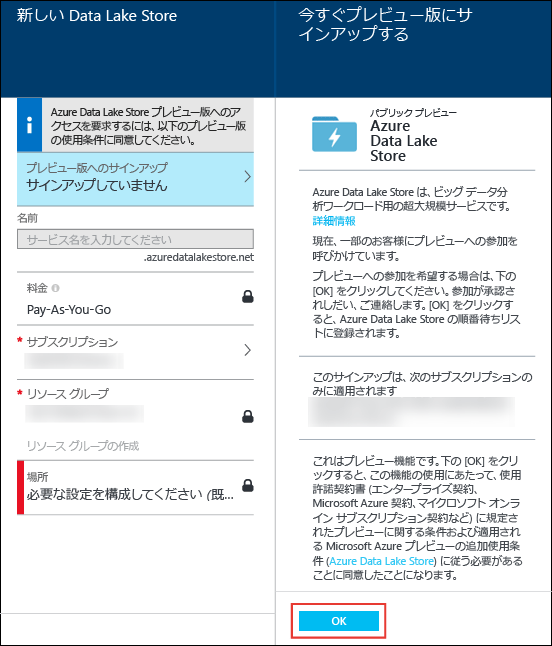 新しい Data Lake Store
Azure Data Lake Store プレビュー版へのア
クセスを要求するには、以下のプレビュー版
の使用条件に同意してください。
プレビュー版へのサインアップ
サインアップしていません
名前
サービス名を入力してください
.azuredatalakestore.net
料金
Pay-As-You-Go
* サブスクリプション
* リソース グループ
リソース グループの作成
場所
必要な設定を構成してください (既...
今すぐプレビュー版にサ
インアップする
パブリック プレビュー
Azure
Data Lake
Store
Azure Data Lake Store は、ビッグ データ分
析ワークロード用の超大規模サービスです。
詳細情報
現在、一部のお客様にプレビューへの参加を
呼びかけています。
プレビューへの参加を希望する場合は、下の
[OK] をクリックしてください。参加が承認さ
れしだい、ご連絡します。[OK] をクリックす
ると、Azure Data Lake Store の順番待ちリス
トに登録されます。
このサインアップは、次のサブスクリプションの
みに適用されます
これはプレビュー機能です。下の [OK] をクリ
ックすると、この機能の使用にあたって、使用
許諾契約書 (エンタープライズ契約、
Microsoft Azure 契約、マイクロソフト オンラ
イン サブスクリプション契約など) に規定さ
れたプレビューに関する条件および適用され
る Microsoft Azure プレビューの追加使用条
件 (Azure Data Lake Store) に従う必要がある
ことに同意したことになります。
OK